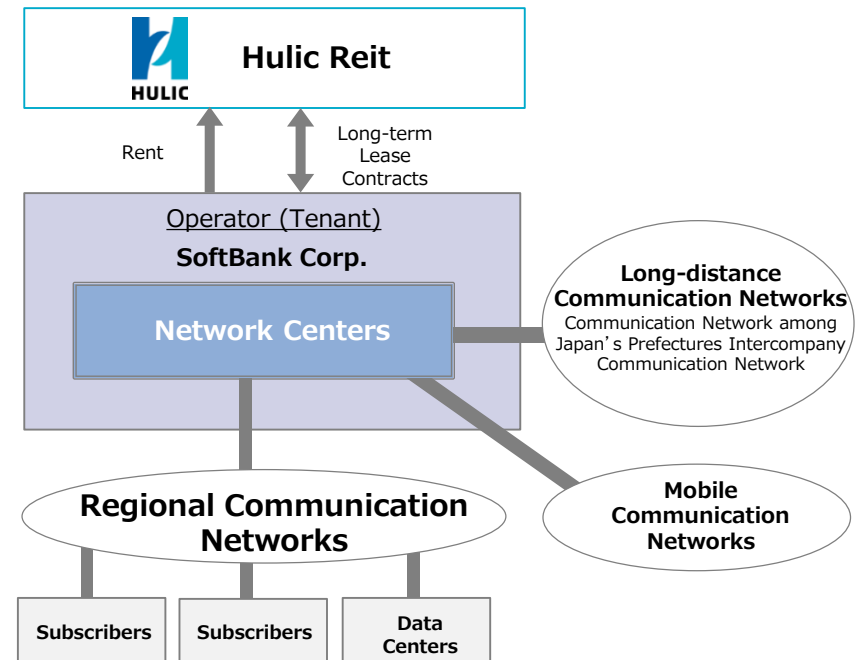 HULIC
Hulic Reit
Rent
Long-term
Lease
Contracts
Operator (Tenant)
SoftBank Corp.
Network Centers
Long-distance
Communication Networks
Communication Network among
Japan's Prefectures Intercompany
Communication Network
Regional Communication
Networks
Mobile
Communication
Networks
Subscribers
Subscribers
Data
Centers